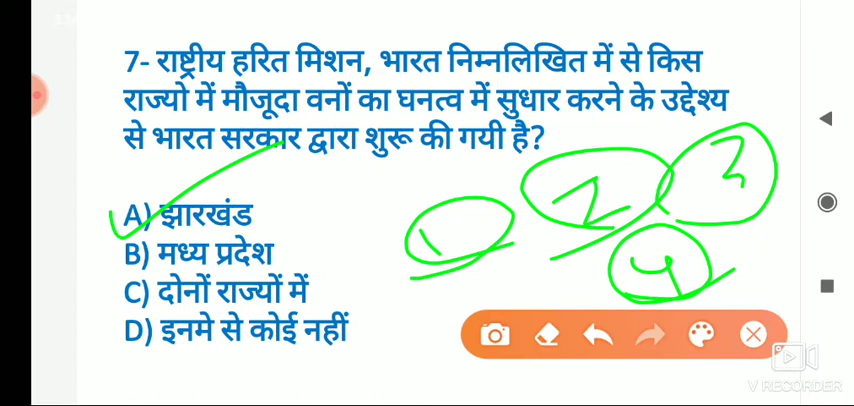 7- राष्ट्रीय हरित मिशन, भारत निम्नलिखित में से किस
राज्यो में मौजूदा वनों का घनत्व में सुधार करने के उद्देश्य
से भारत सरकार द्वारा शुरू की गयी है?
A) झारखंड
B) मध्य प्रदेश
C) दोनों राज्यों में
D) इनमे से कोई नहीं
1
2
3
4
V RECORDER